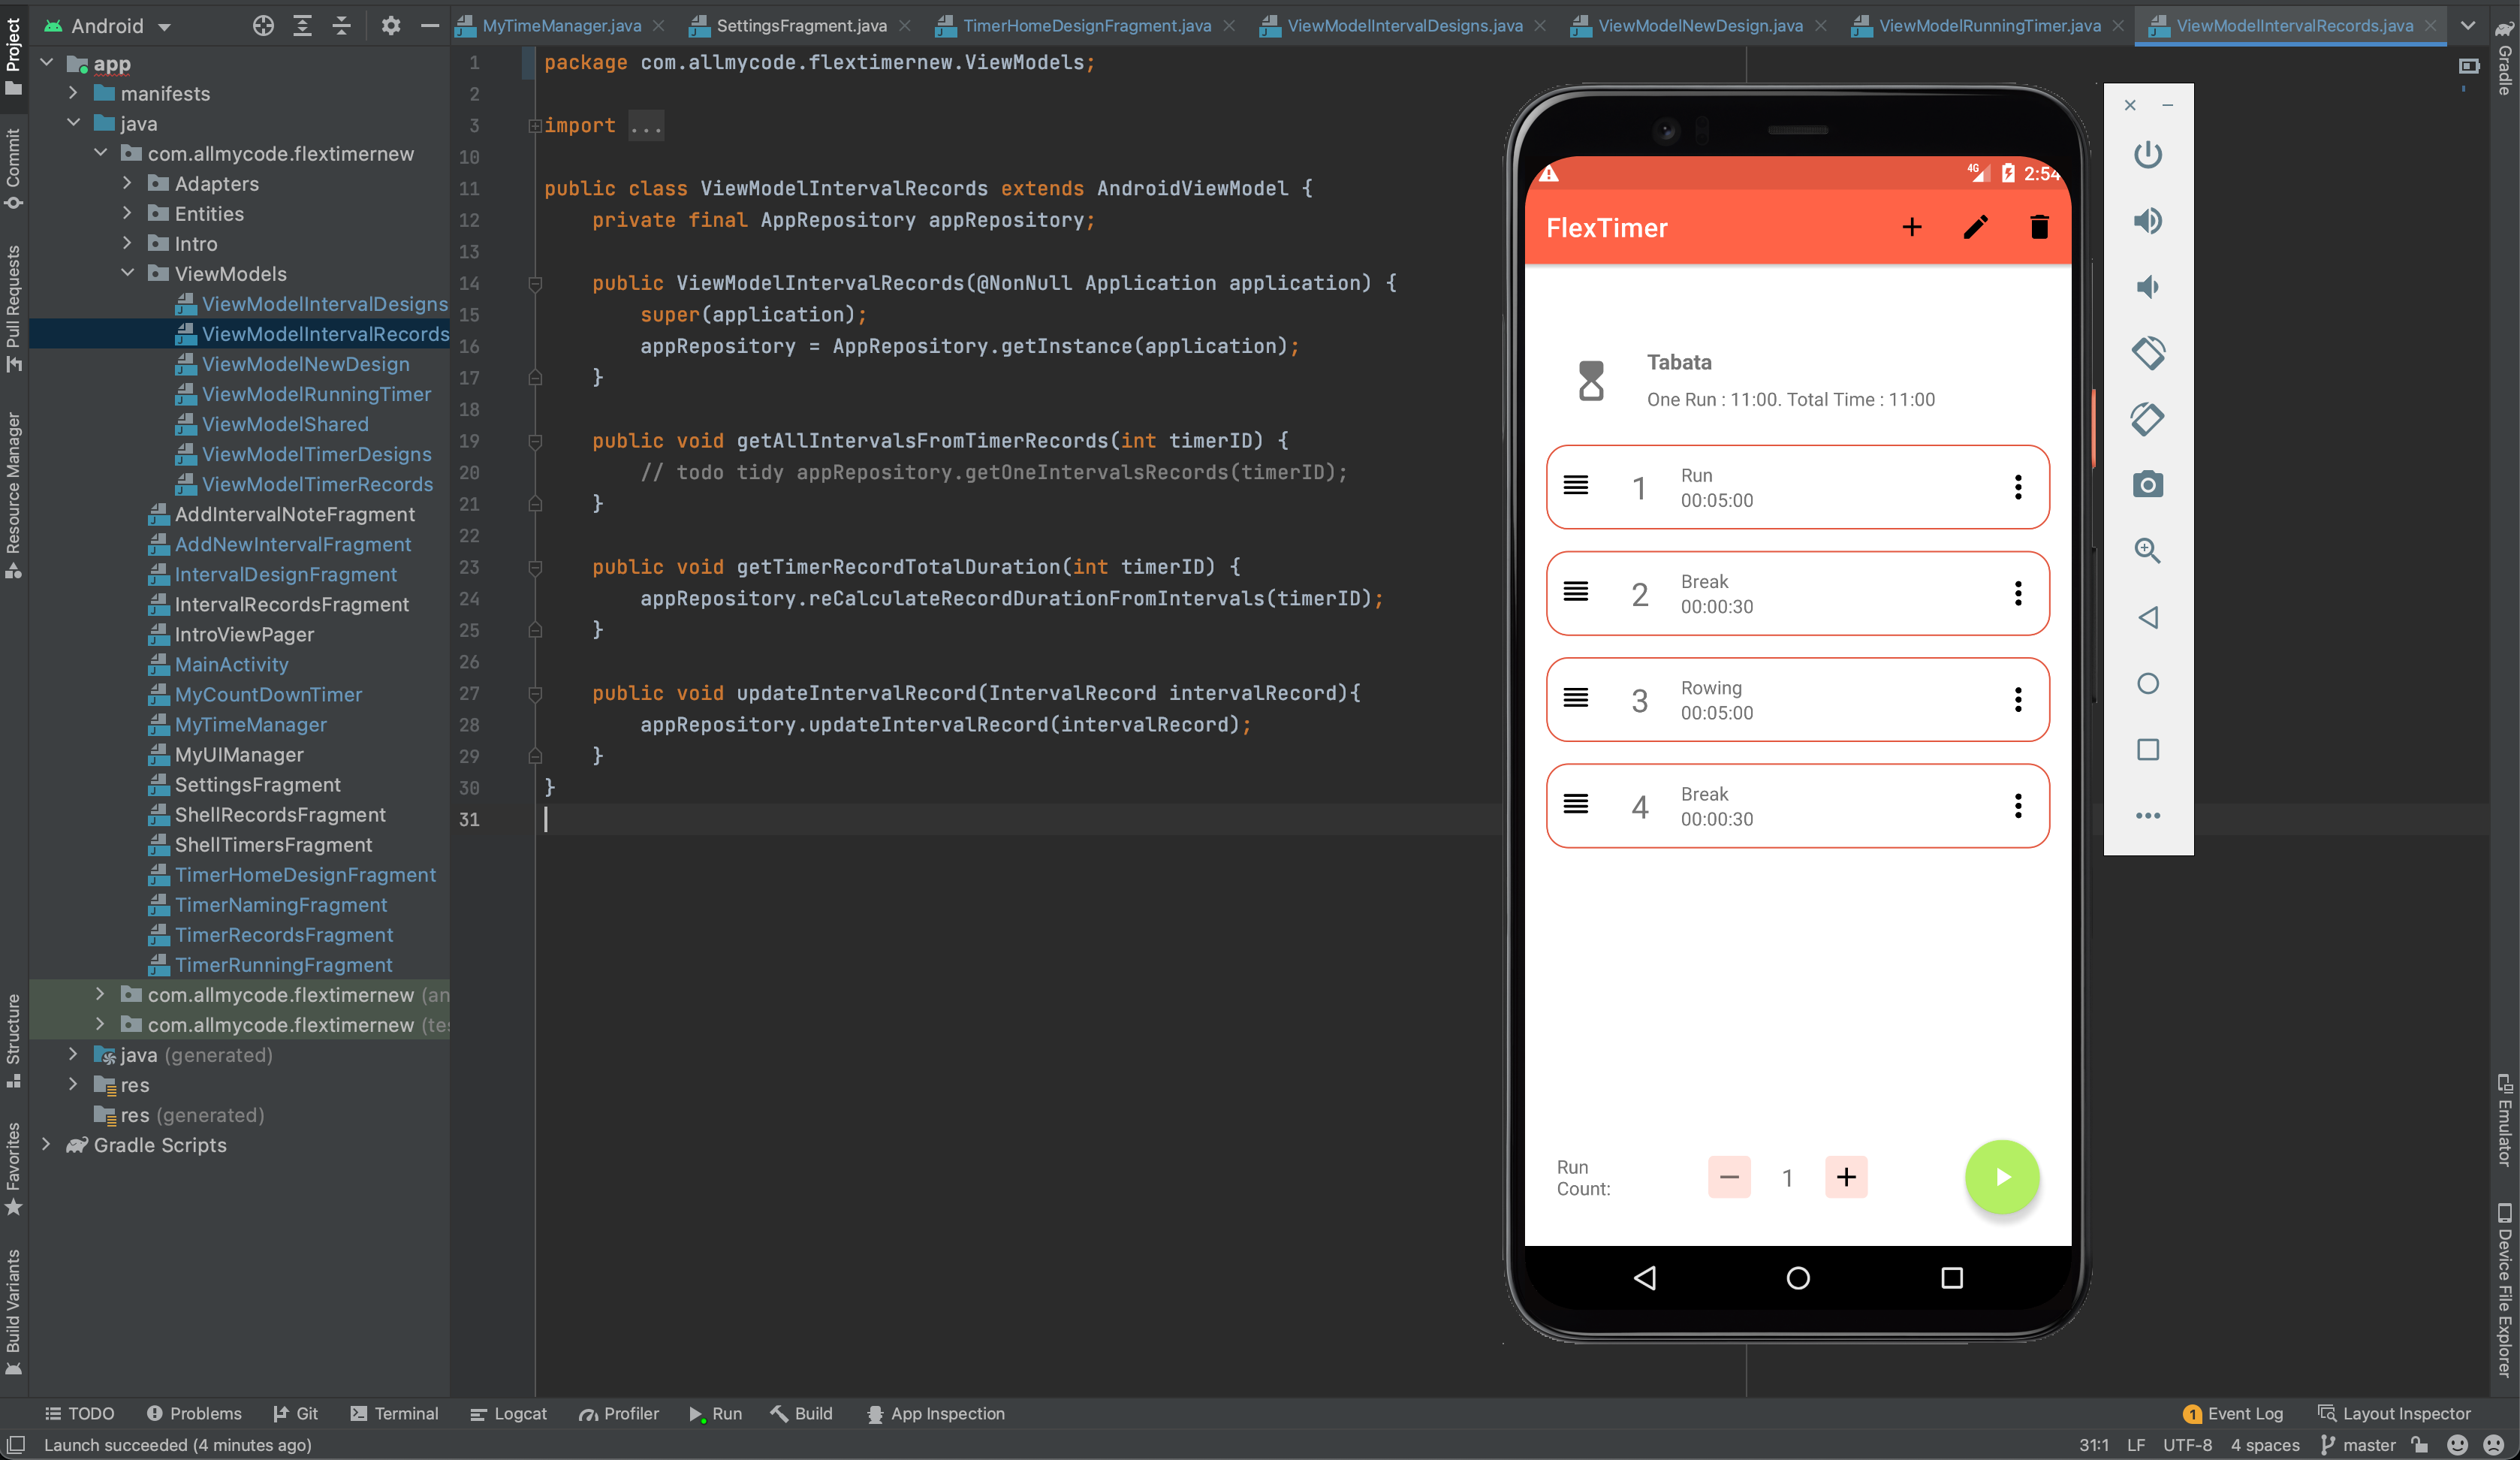 Android
MyTimeManager.java
SettingsFragment.java
TimerHomeDesignFragment.java
ViewModelIntervalDesigns.java
ViewModelNewDesign.java
ViewModelRunningTimer.java
ViewModelIntervalRecords.java
Project
Commit
Pull Requests
Resource Manager
Structure
Favorites
Build Variants
app
manifests
java
com.allmycode.flextimernew
Adapters
Entities
Intro
ViewModels
ViewModelIntervalDesigns
ViewModelIntervalRecords
ViewModelNewDesign
ViewModelRunningTimer
ViewModelShared
ViewModelTimerDesigns
ViewModelTimerRecords
AddIntervalNoteFragment
AddNewIntervalFragment
IntervalDesignFragment
IntervalRecordsFragment
IntroViewPager
MainActivity
MyCountDownTimer
MyTimeManager
MyUIManager
SettingsFragment
ShellRecordsFragment
ShellTimersFragment
TimerHomeDesignFragment
TimerNamingFragment
TimerRecordsFragment
TimerRunningFragment
com.allmycode.flextimernew (an
com.allmycode.flextimernew (tes
java (generated)
res
res (generated)
Gradle Scripts
1 package com.allmycode.flextimernew.ViewModels;
2
3 import ...
10
11 public class ViewModelIntervalRecords extends AndroidViewModel {
12 private final AppRepository appRepository;
13
14 public ViewModelIntervalRecords(@NonNull Application application) {
15 super(application);
16 appRepository = AppRepository.getInstance(application);
17 }
18
19 public void getAllIntervalsFromTimerRecords(int timerID) {
20 // todo tidy appRepository.getOneIntervalsRecords(timerID);
21 }
22
23 public void getTimerRecordTotalDuration(int timerID) {
24 appRepository.reCalculateRecordDurationFromIntervals(timerID);
25 }
26
27 public void updateIntervalRecord(IntervalRecord intervalRecord){
28 appRepository.updateIntervalRecord(intervalRecord);
29 }
30 }
31
4G 2:54
FlexTimer
Tabata
One Run : 11:00. Total Time : 11:00
1 Run
00:05:00
2 Break
00:00:30
3 Rowing
00:05:00
4 Break
00:00:30
Run
Count:
1
Gradle
Emulator
Device File Explorer
TODO Problems Git Terminal Logcat Profiler Run Build App Inspection
1 Event Log Layout Inspector
Launch succeeded (4 minutes ago)
31:1 LF UTF-8 4 spaces master